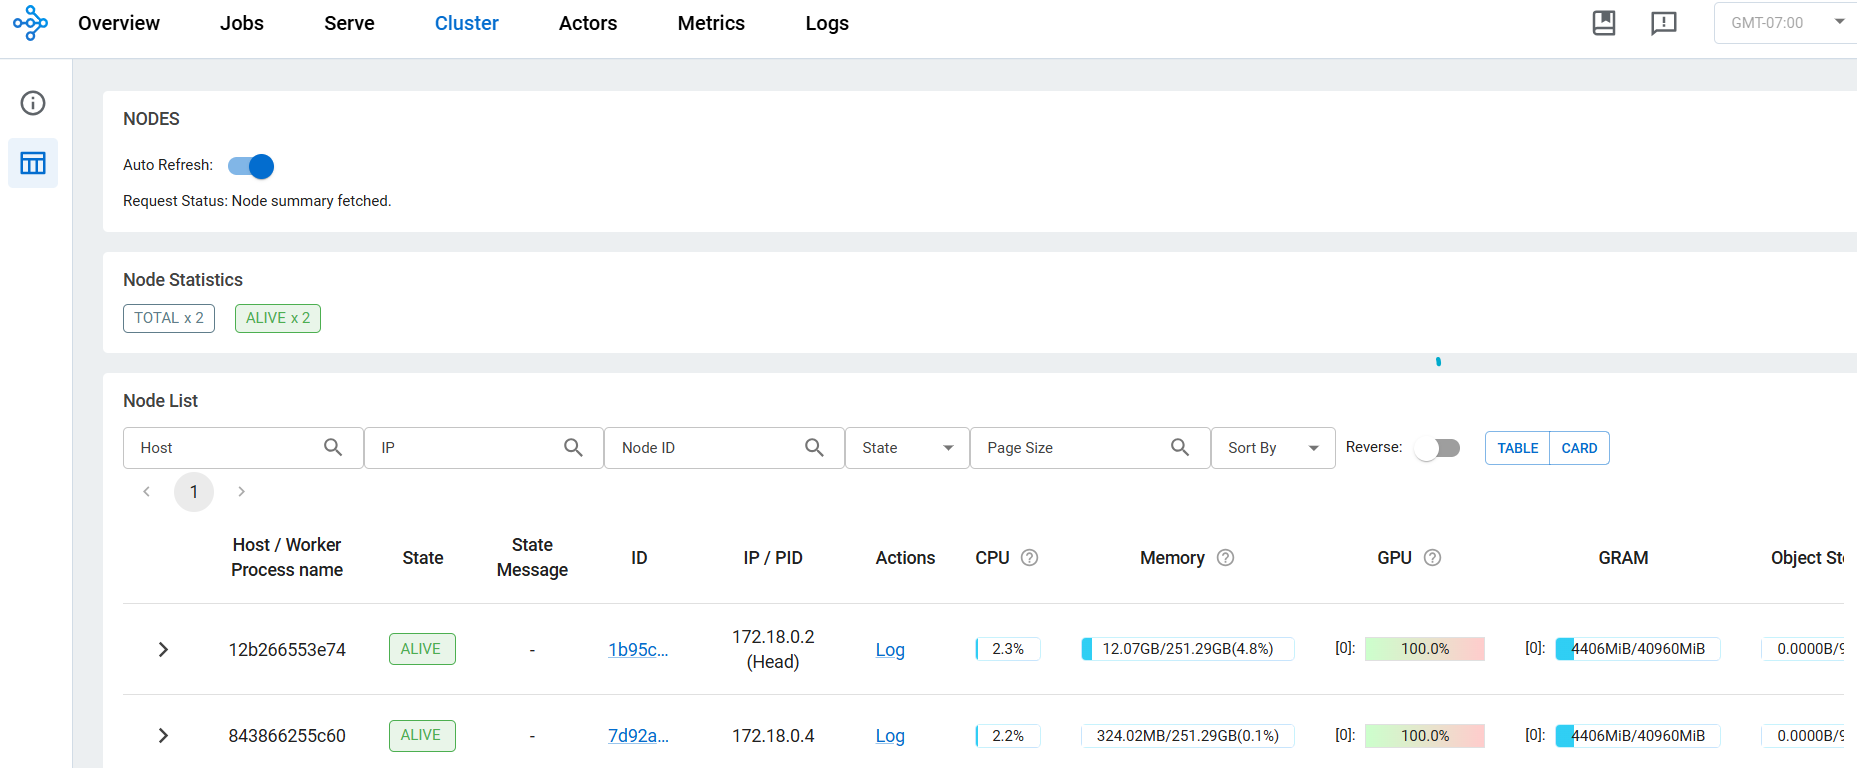 Overview Jobs Serve Cluster Actors Metrics Logs GMT-07:00
NODES
Auto Refresh:
Request Status: Node summary fetched.
Node Statistics
TOTAL x 2 ALIVE x 2
Node List
Host IP Node ID State Page Size Sort By Reverse: TABLE CARD
1
Host / Worker Process name State State Message ID IP / PID Actions CPU Memory GPU GRAM Object St
12b266553e74 ALIVE - 1b95c... 172.18.0.2 (Head) Log 2.3% 12.07GB/251.29GB(4.8%) [0]: 100.0% [0]: 4406MiB/40960MiB 0.0000B/9
843866255c60 ALIVE - 7d92a... 172.18.0.4 Log 2.2% 324.02MB/251.29GB(0.1%) [0]: 100.0% [0]: 4406MiB/40960MiB 0.0000B/9